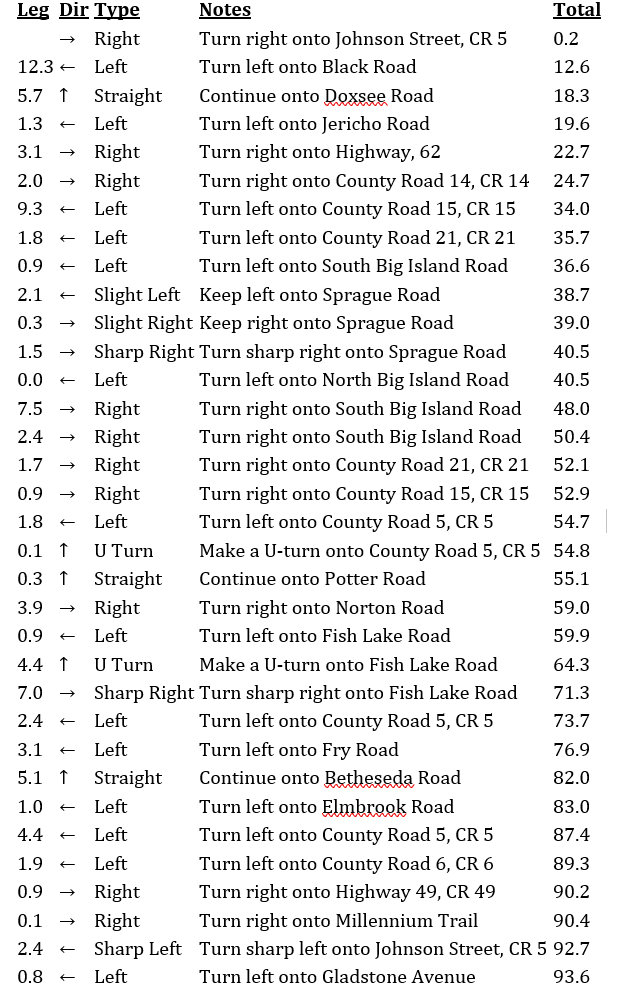 Leg Dir Type Notes Total
→ Right Turn right onto Johnson Street, CR 5 0.2
12.3 ← Left Turn left onto Black Road 12.6
5.7 ↑ Straight Continue onto Doxsee Road 18.3
1.3 ← Left Turn left onto Jericho Road 19.6
3.1 → Right Turn right onto Highway, 62 22.7
2.0 → Right Turn right onto County Road 14, CR 14 24.7
9.3 ← Left Turn left onto County Road 15, CR 15 34.0
1.8 ← Left Turn left onto County Road 21, CR 21 35.7
0.9 ← Left Turn left onto South Big Island Road 36.6
2.1 ← Slight Left Keep left onto Sprague Road 38.7
0.3 → Slight Right Keep right onto Sprague Road 39.0
1.5 → Sharp Right Turn sharp right onto Sprague Road 40.5
0.0 ← Left Turn left onto North Big Island Road 40.5
7.5 → Right Turn right onto South Big Island Road 48.0
2.4 → Right Turn right onto South Big Island Road 50.4
1.7 → Right Turn right onto County Road 21, CR 21 52.1
0.9 → Right Turn right onto County Road 15, CR 15 52.9
1.8 ← Left Turn left onto County Road 5, CR 5 54.7
0.1 ↑ U Turn Make a U-turn onto County Road 5, CR 5 54.8
0.3 ↑ Straight Continue onto Potter Road 55.1
3.9 → Right Turn right onto Norton Road 59.0
0.9 ← Left Turn left onto Fish Lake Road 59.9
4.4 ↑ U Turn Make a U-turn onto Fish Lake Road 64.3
7.0 → Sharp Right Turn sharp right onto Fish Lake Road 71.3
2.4 ← Left Turn left onto County Road 5, CR 5 73.7
3.1 ← Left Turn left onto Fry Road 76.9
5.1 ↑ Straight Continue onto Betheseda Road 82.0
1.0 ← Left Turn left onto Elmbrook Road 83.0
4.4 ← Left Turn left onto County Road 5, CR 5 87.4
1.9 ← Left Turn left onto County Road 6, CR 6 89.3
0.9 → Right Turn right onto Highway 49, CR 49 90.2
0.1 → Right Turn right onto Millennium Trail 90.4
2.4 ← Sharp Left Turn sharp left onto Johnson Street, CR 5 92.7
0.8 ← Left Turn left onto Gladstone Avenue 93.6